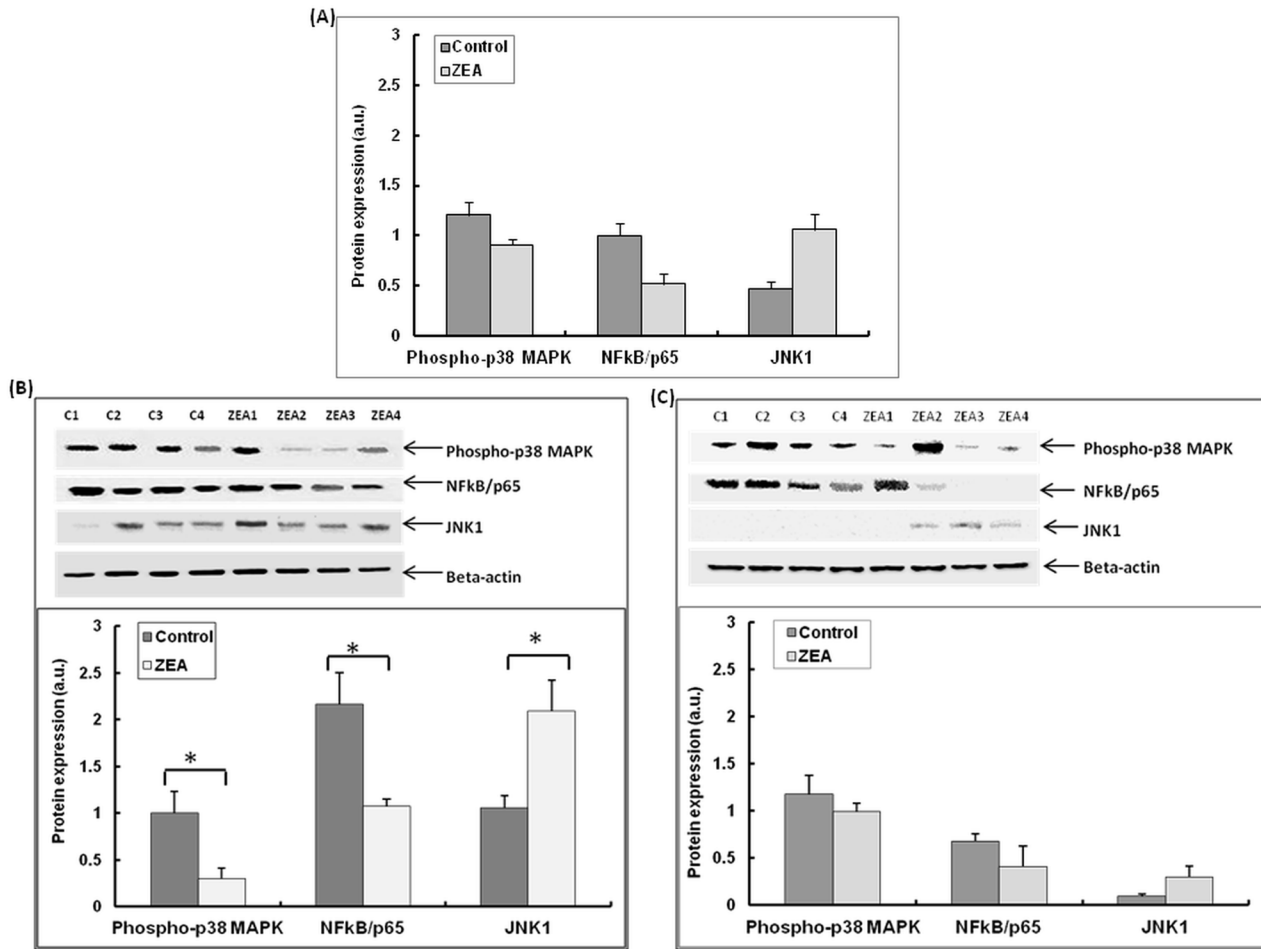 (A)
3
Control
ZEA
2.5
2
1.5
1
0.5
0
Protein expression (a.u.)
Phospho-p38 MAPK NFkB/p65 JNK1
(B)
C1 C2 C3 C4 ZEA1 ZEA2 ZEA3 ZEA4
Phospho-p38 MAPK
NFkB/p65
JNK1
Beta-actin
3
Control
ZEA
2.5
2
1.5
1
0.5
0
Protein expression (a.u.)
* * *
Phospho-p38 MAPK NFkB/p65 JNK1
(C)
C1 C2 C3 C4 ZEA1 ZEA2 ZEA3 ZEA4
Phospho-p38 MAPK
NFkB/p65
JNK1
Beta-actin
3
Control
ZEA
2.5
2
1.5
1
0.5
0
Protein expression (a.u.)
Phospho-p38 MAPK NFkB/p65 JNK1